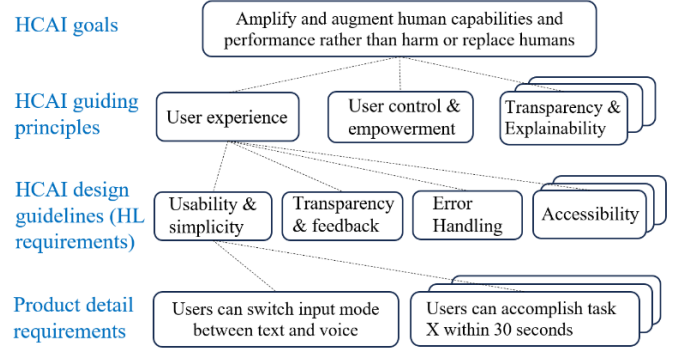 HCAI goals
Amplify and augment human capabilities and
performance rather than harm or replace humans
HCAI guiding
principles
User experience
User control &
empowerment
Transparency &
Explainability
HCAI design
guidelines (HL
requirements)
Usability &
simplicity
Transparency
& feedback
Error
Handling
Accessibility
Product detail
requirements
Users can switch input mode
between text and voice
Users can accomplish task
X within 30 seconds